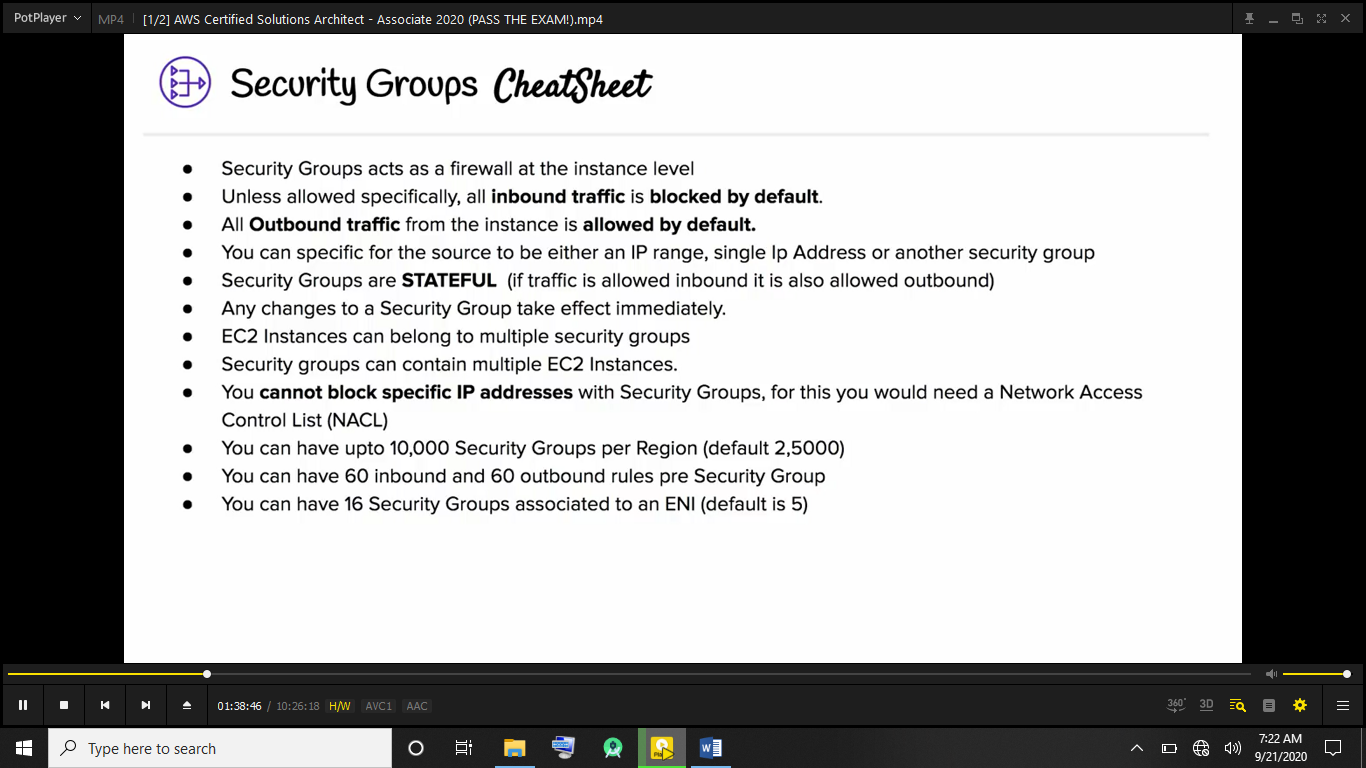 PotPlayer MP4 [1/2] AWS Certified Solutions Architect - Associate 2020 (PASS THE EXAM!).mp4
Security Groups CheatSheet
● Security Groups acts as a firewall at the instance level
● Unless allowed specifically, all inbound traffic is blocked by default.
● All Outbound traffic from the instance is allowed by default.
● You can specific for the source to be either an IP range, single Ip Address or another security group
● Security Groups are STATEFUL (if traffic is allowed inbound it is also allowed outbound)
● Any changes to a Security Group take effect immediately.
● EC2 Instances can belong to multiple security groups
● Security groups can contain multiple EC2 Instances.
● You cannot block specific IP addresses with Security Groups, for this you would need a Network Access
Control List (NACL)
● You can have upto 10,000 Security Groups per Region (default 2,5000)
● You can have 60 inbound and 60 outbound rules pre Security Group
● You can have 16 Security Groups associated to an ENI (default is 5)
01:38:46 / 10:26:18 H/W AVC1 AAC 360° 3D
Type here to search
7:22 AM
9/21/2020